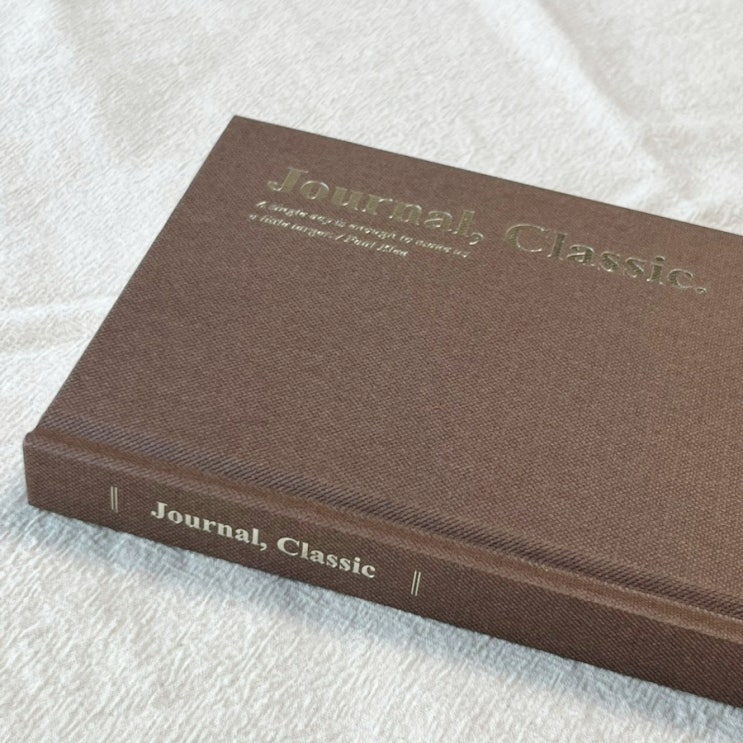 Journal, Classic.
A single day is enough to make us
a little larger. / Paul Klee
Journal, Classic